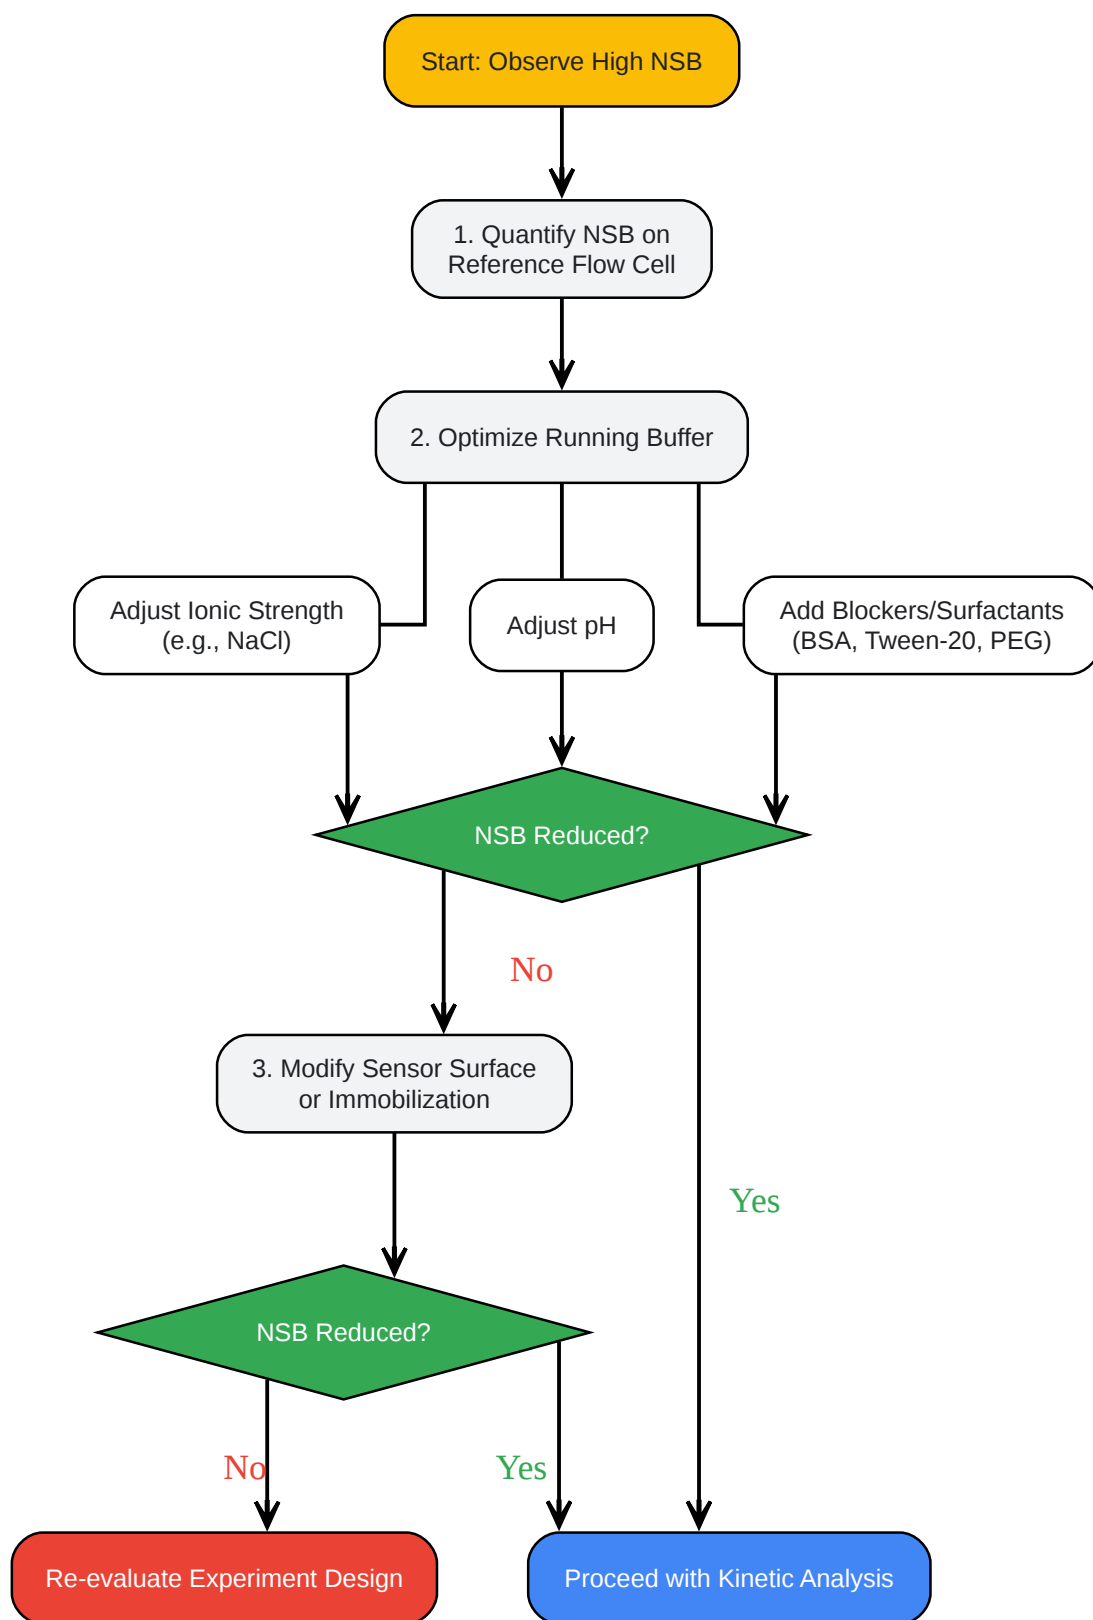 Start: Observe High NSB
1. Quantify NSB on
Reference Flow Cell
2. Optimize Running Buffer
Adjust Ionic Strength
(e.g., NaCl)
Adjust pH
Add Blockers/Surfactants
(BSA, Tween-20, PEG)
NSB Reduced?
No
3. Modify Sensor Surface
or Immobilization
Yes
NSB Reduced?
No
Yes
Re-evaluate Experiment Design
Proceed with Kinetic Analysis